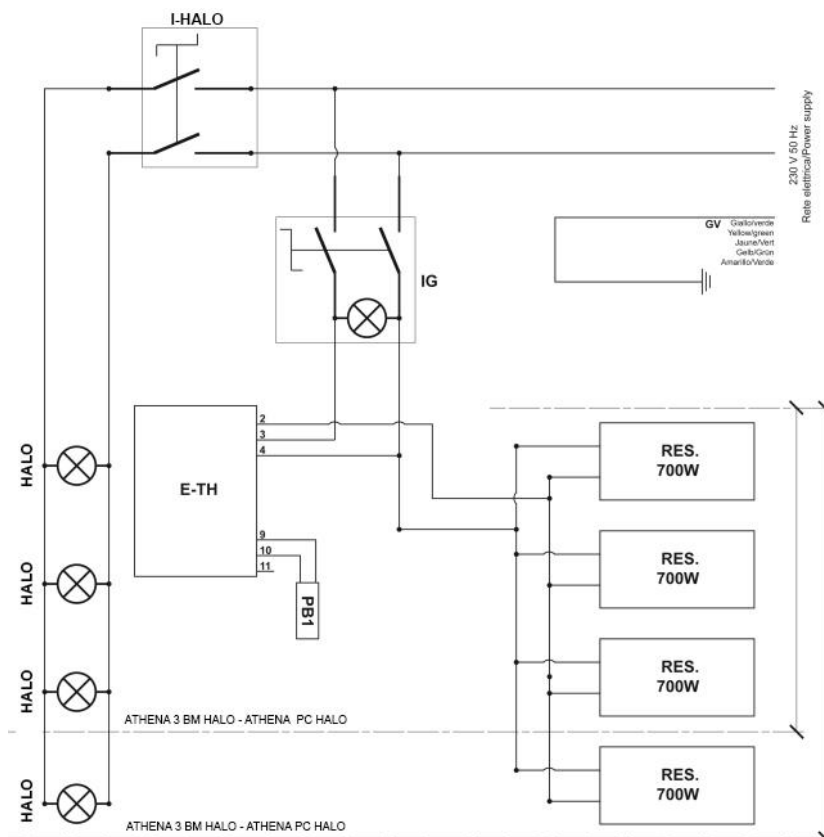 I-HALO
230 V 50 Hz
Rete elettrica/Power supply
GV
Giallo/verde
Yellow/green
Jaune/Vert
Gelb/Grün
Amarillo/Verde
IG
E-TH
2
3
4
9
10
11
PB1
HALO
HALO
HALO
HALO
RES.
700W
RES.
700W
RES.
700W
RES.
700W
ATHENA 3 BM HALO - ATHENA PC HALO
ATHENA 3 BM HALO - ATHENA PC HALO